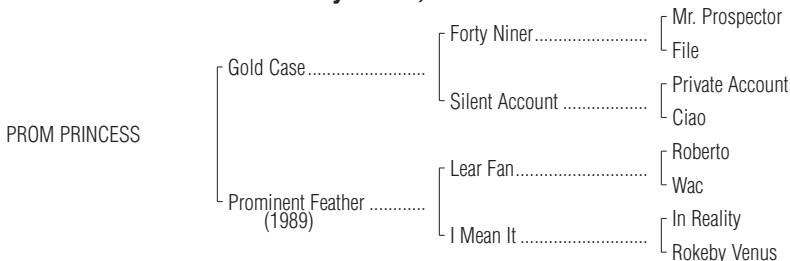 Mr. Prospector
Forty Niner
File
Gold Case
Private Account
Silent Account
Ciao
PROM PRINCESS
Roberto
Lear Fan
Wac
Prominent Feather
(1989)
In Reality
I Mean It
Rokeby Venus